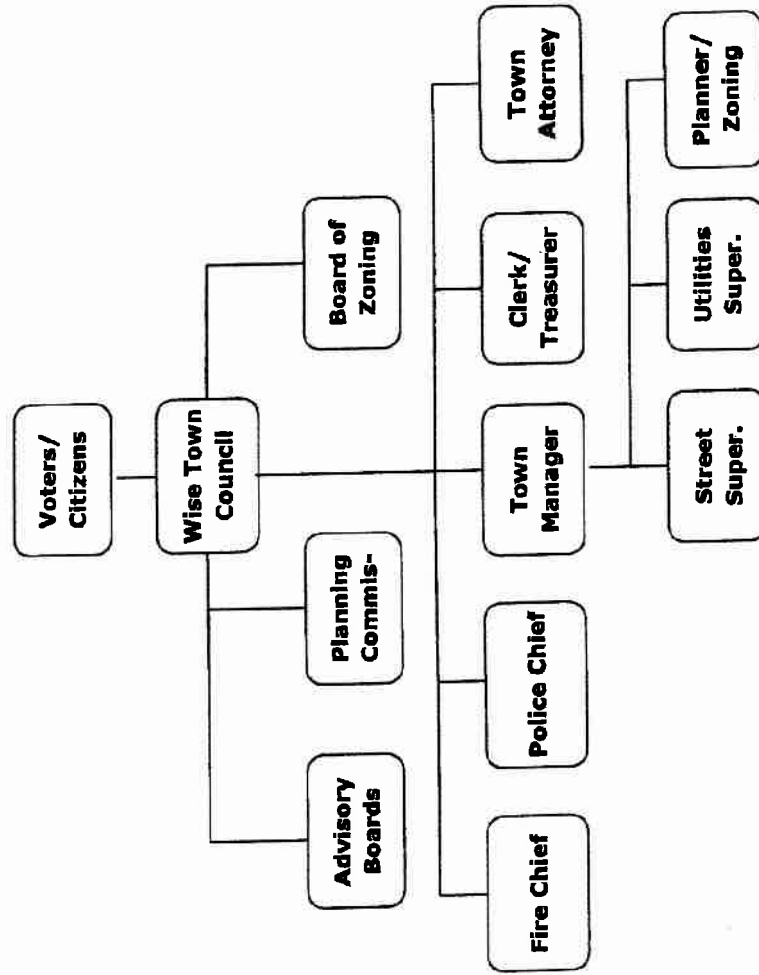 Voters/
Citizens
Wise Town
Council
Advisory
Boards
Planning
Commis-
Board of
Zoning
Fire Chief
Police Chief
Town
Manager
Clerk/
Treasurer
Town
Attorney
Street
Super.
Utilities
Super.
Planner/
Zoning